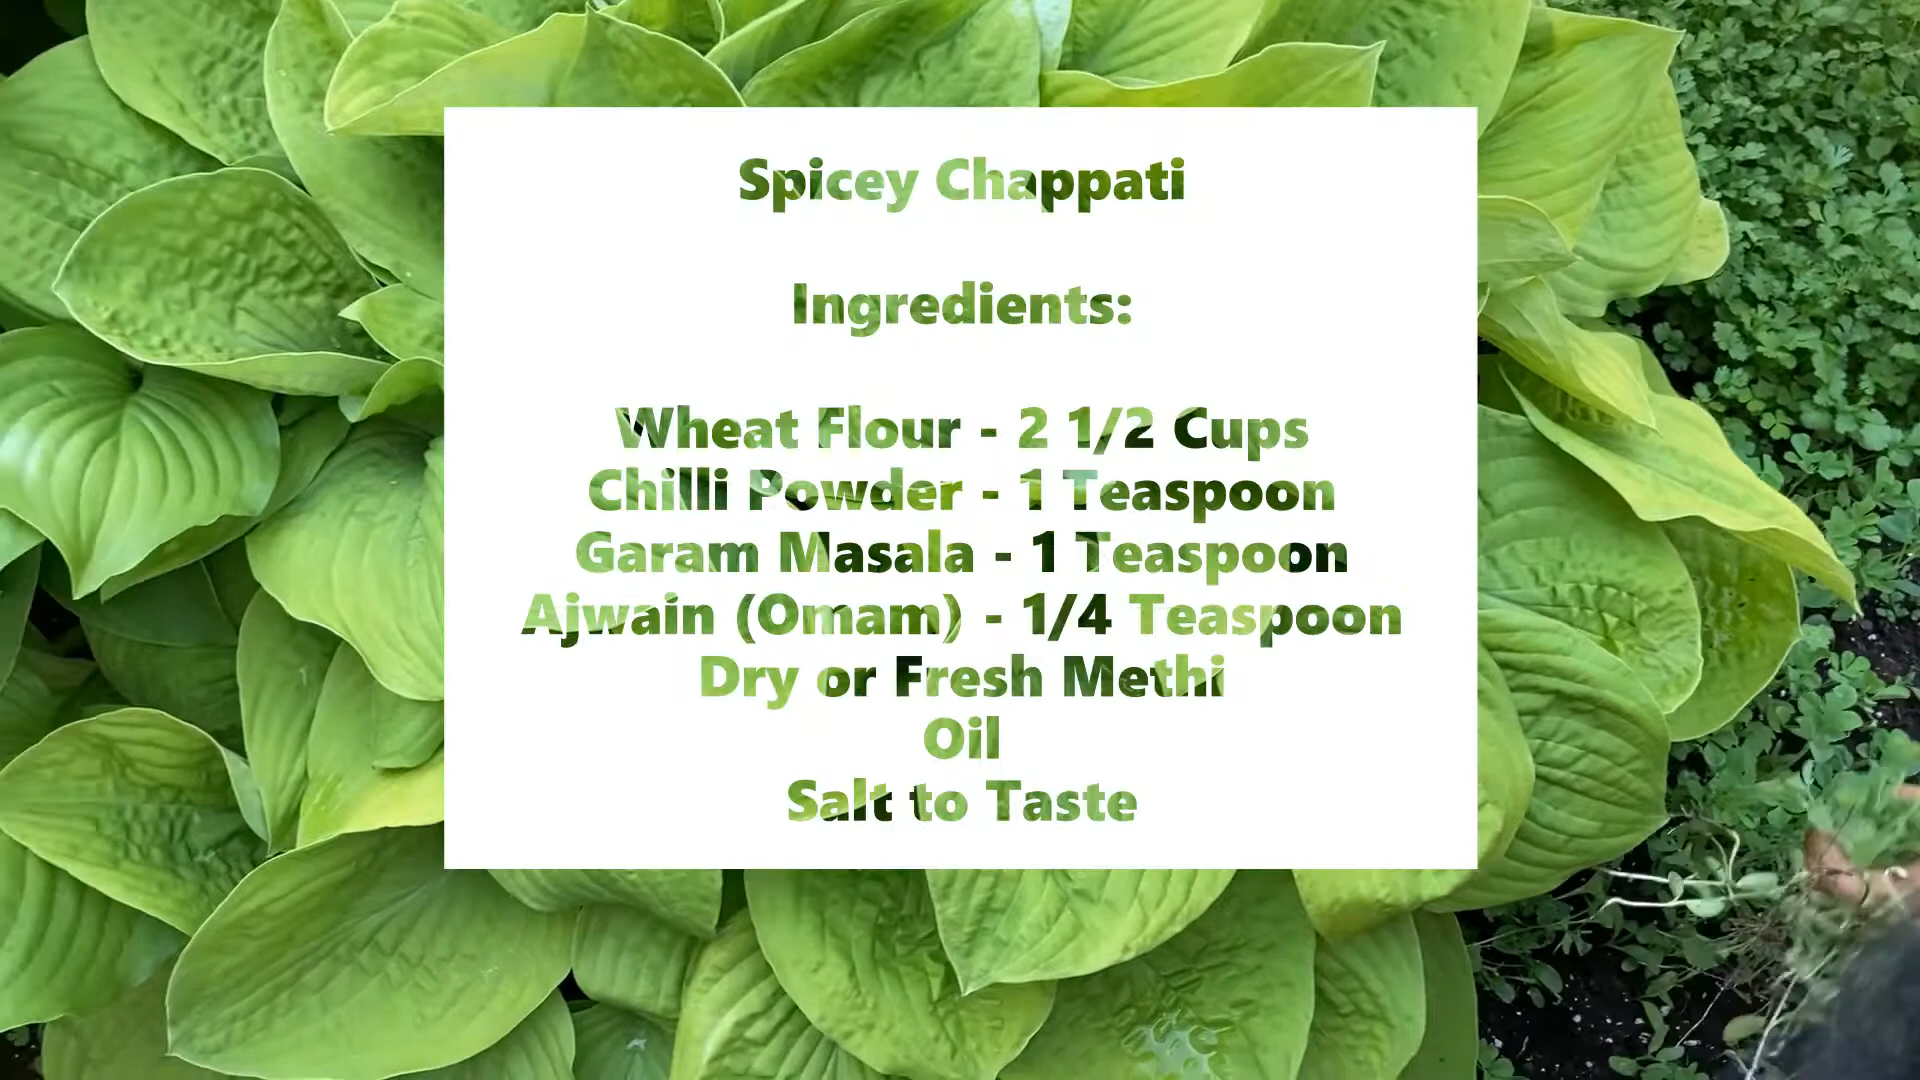 Spicey Chappati
Ingredients:
Wheat Flour - 2 1/2 Cups
Chilli Powder - 1 Teaspoon
Garam Masala - 1 Teaspoon
Ajwain (Omam) - 1/4 Teaspoon
Dry or Fresh Methi
Oil
Salt to Taste